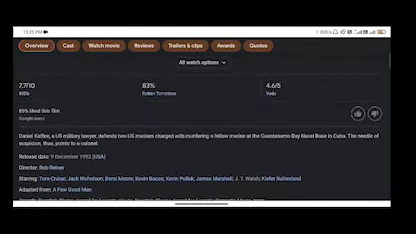 10:25 PM
Overview Cast Watch movie Reviews Trailers & clips Awards Quotes
All watch options
7.7/10 83% 4.6/5
IMDb Rotten Tomatoes Vudu
89% liked this film
Google users
Daniel Kaffee, a US military lawyer, defends two US marines charged with murdering a fellow marine at the Guantanamo Bay Naval Base in Cuba. The needle of
suspicion, thus, points to a colonel.
Release date: 9 December 1992 (USA)
Director: Rob Reiner
Starring: Tom Cruise; Jack Nicholson; Demi Moore; Kevin Bacon; Kevin Pollak; James Marshall; J. T. Walsh; Kiefer Sutherland
Adapted from: A Few Good Men